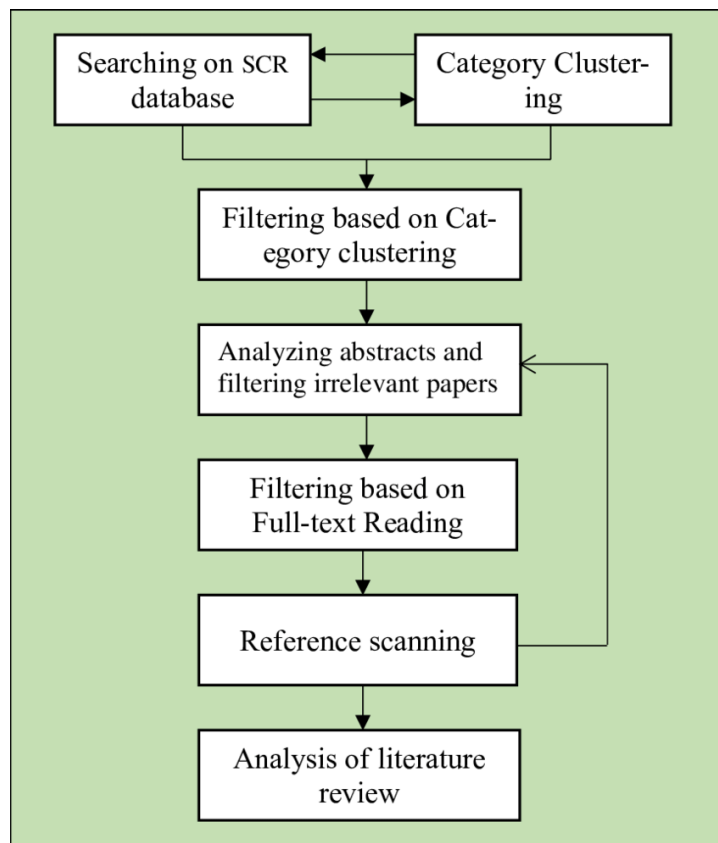 Searching on SCR
database
Category Cluster-
ing
Filtering based on Cat-
egory clustering
Analyzing abstracts and
filtering irrelevant papers
Filtering based on
Full-text Reading
Reference scanning
Analysis of literature
review